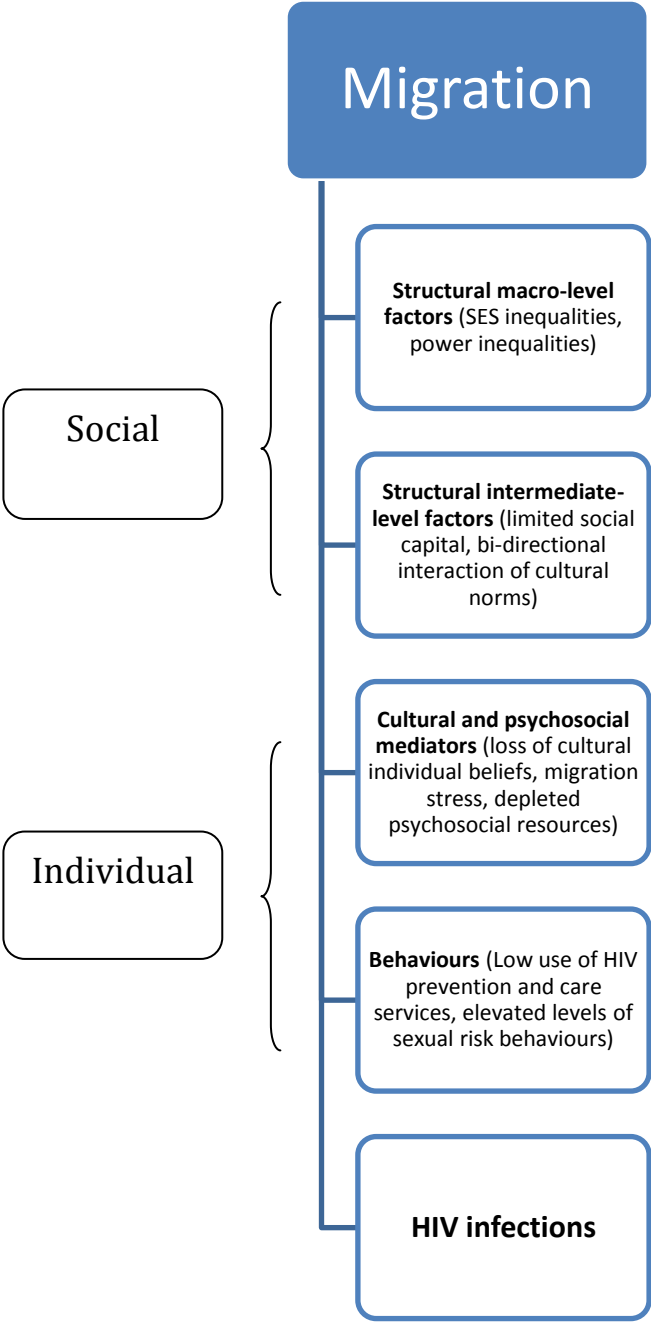 Migration
Structural macro-level
factors (SES inequalities,
power inequalities)
Social
Structural intermediate-
level factors (limited social
capital, bi-directional
interaction of cultural
norms)
Cultural and psychosocial
mediators (loss of cultural
individual beliefs, migration
stress, depleted
psychosocial resources)
Individual
Behaviours (Low use of HIV
prevention and care
services, elevated levels of
sexual risk behaviours)
HIV infections